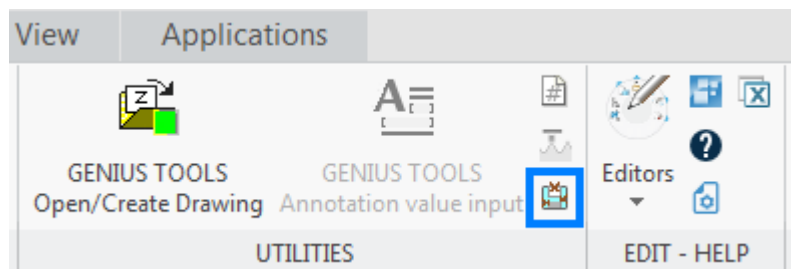 View Applications
GENIUS TOOLS
Open/Create Drawing
GENIUS TOOLS
Annotation value input
Editors
UTILITIES
EDIT - HELP